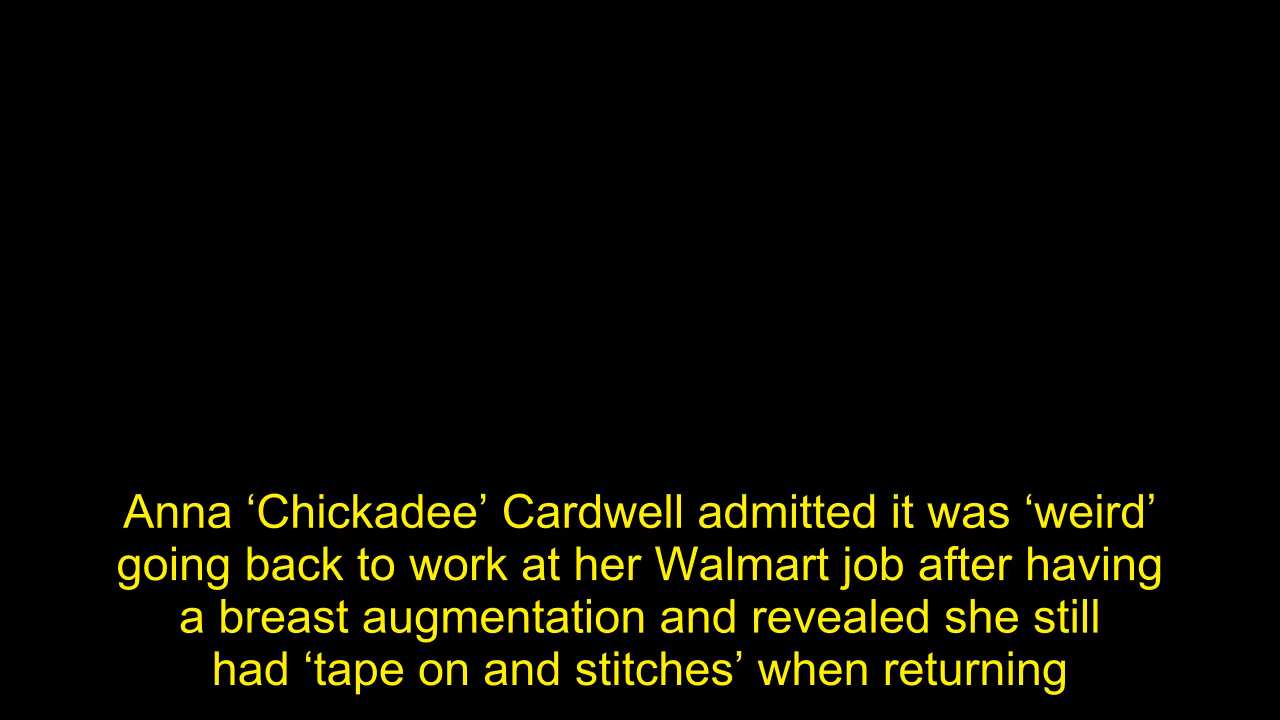 Anna ‘Chickadee’ Cardwell admitted it was ‘weird’
going back to work at her Walmart job after having
a breast augmentation and revealed she still
had ‘tape on and stitches’ when returning